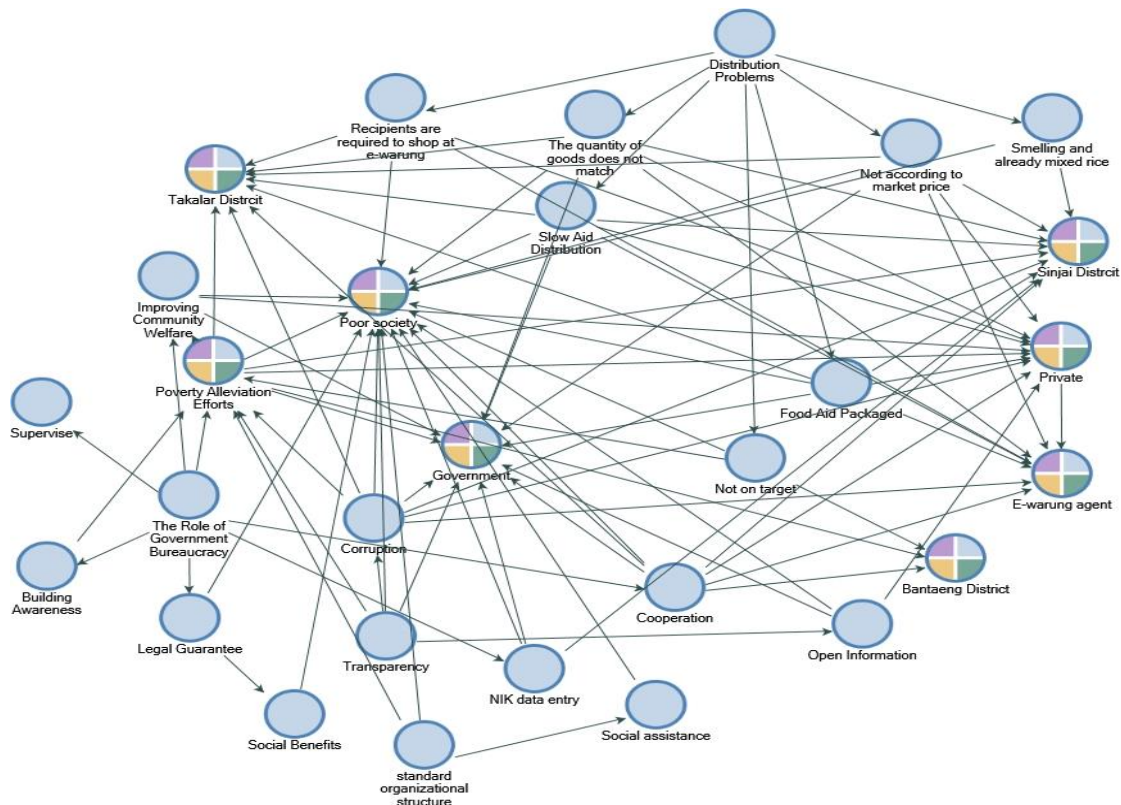 Distribution
Problems
Recipients are
required to shop at
e-warung
The quantity of
goods does not
match
Not according to
market price
Smelling and
already mixed rice
Takalar Distrcit
Slow Aid
Distribution
Sinjai Distrcit
Improving
Community
Welfare
Poor society
Private
Poverty Alleviation
Efforts
Food Aid Packaged
Supervise
Government
Not on target
E-warung agent
The Role of
Government
Bureaucracy
Corruption
Bantaeng District
Building
Awareness
Cooperation
Legal Guarantee
Transparency
Open Information
NIK data entry
Social Benefits
Social assistance
standard
organizational
structure